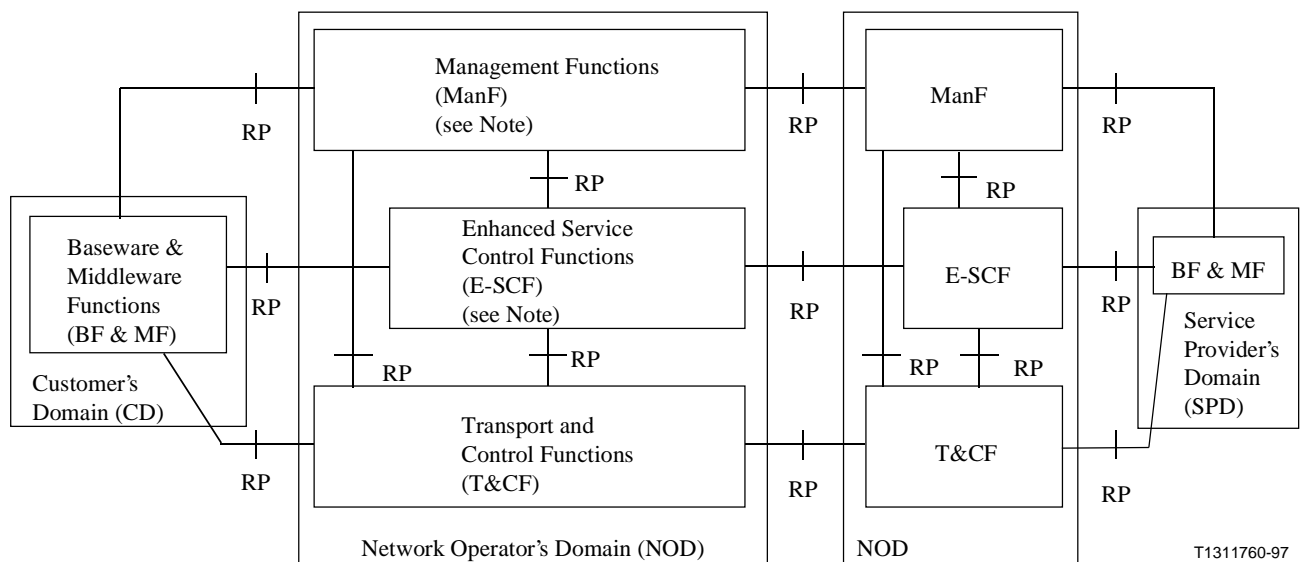 Management Functions
(ManF)
(see Note)
ManF
RP
RP
RP
RP
RP
Baseware &
Middleware
Functions
(BF & MF)
Enhanced Service
Control Functions
(E-SCF)
(see Note)
E-SCF
BF & MF
RP
RP
RP
Customer's
Domain (CD)
Service
Provider's
Domain
(SPD)
RP
RP
RP
RP
Transport and
Control Functions
(T&CF)
T&CF
RP
RP
RP
Network Operator's Domain (NOD)
NOD
T1311760-97